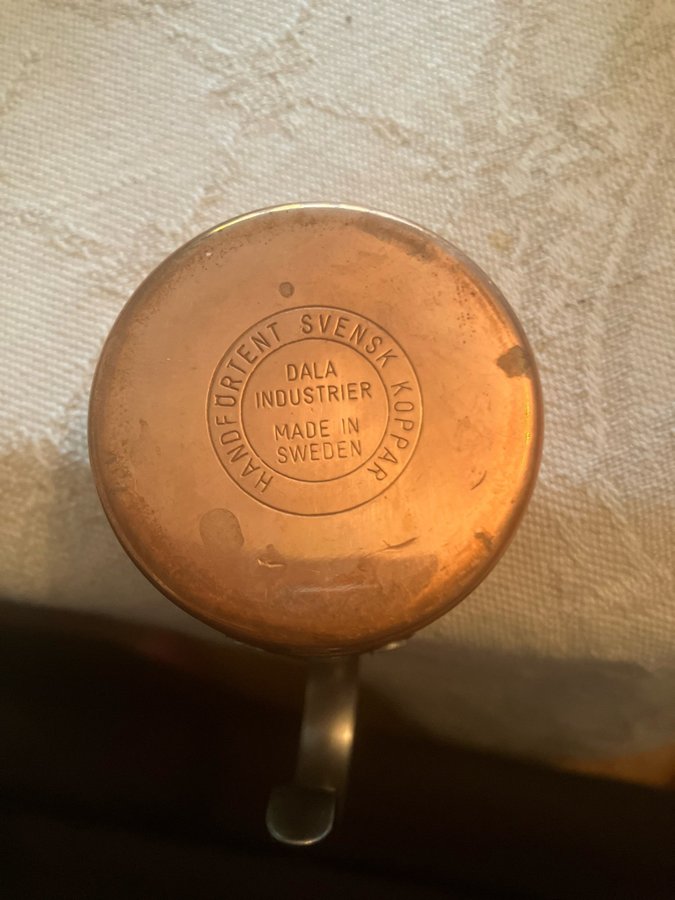 HANDFÖRTENT SVENSK KOPPAR
DALA
INDUSTRIER
MADE IN
SWEDEN